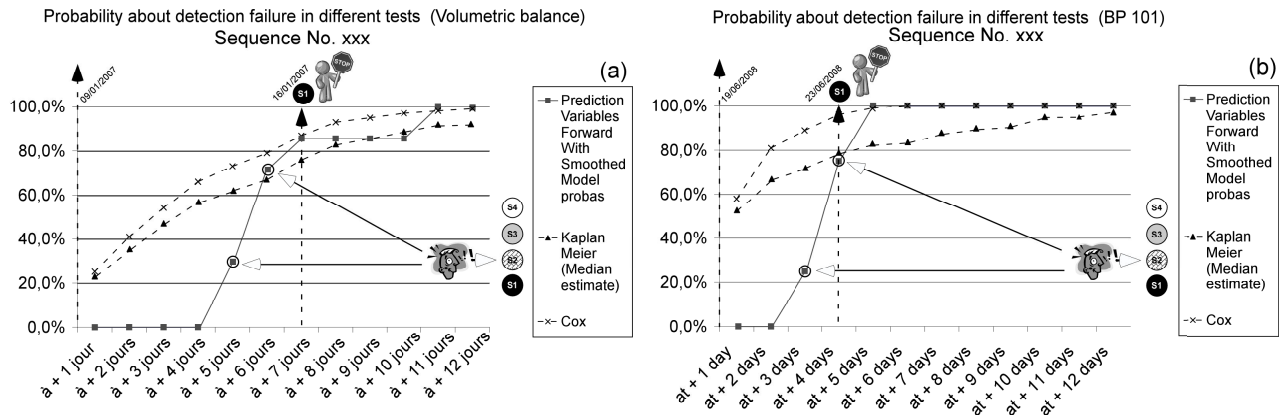 Probability about detection failure in different tests (Volumetric balance)
Sequence No. xxx
(a)
09/01/2007
16/01/2007
STOP
S1
100,0%
80,0%
60,0%
40,0%
20,0%
0,0%
à + 1 jour
à + 2 jours
à + 3 jours
à + 4 jours
à + 5 jours
à + 6 jours
à + 7 jours
à + 8 jours
à + 9 jours
à + 10 jours
à + 11 jours
à + 12 jours
!!
S4
S3
S2
S1
Prediction
Variables
Forward
With
Smoothed
Model
probas
Kaplan
Meier
(Median
estimate)
Cox
Probability about detection failure in different tests (BP 101)
Sequence No. xxx
(b)
19/06/2008
23/06/2008
STOP
S1
100,0%
80,0%
60,0%
40,0%
20,0%
0,0%
at + 1 day
at + 2 days
at + 3 days
at + 4 days
at + 5 days
at + 6 days
at + 7 days
at + 8 days
at + 9 days
at + 10 days
at + 11 days
at + 12 days
!!
S4
S3
S2
S1
Prediction
Variables
Forward
With
Smoothed
Model
probas
Kaplan
Meier
(Median
estimate)
Cox